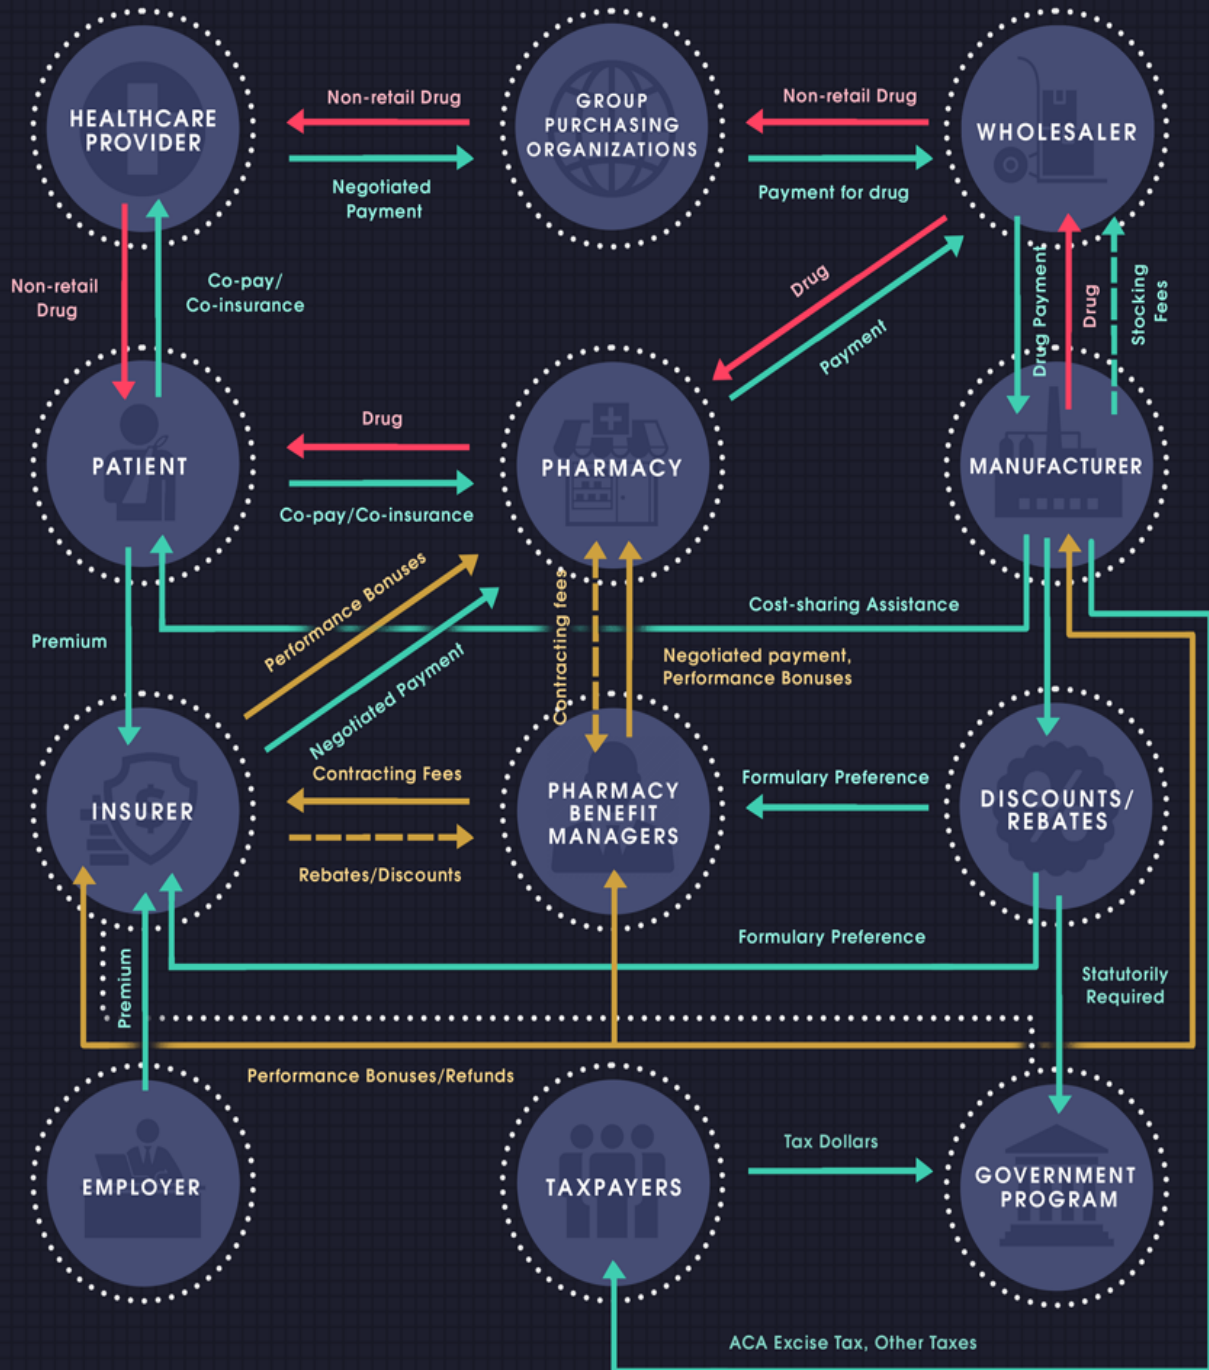 Non-retail Drug
Non-retail Drug
HEALTHCARE
PROVIDER
GROUP
PURCHASING
ORGANIZATIONS
WHOLESALER
Negotiated
Payment
Payment for drug
Non-retail
Drug
Co-pay/
Co-insurance
Drug
Payment
Drug Payment
Drug
Stocking
Fees
Drug
PATIENT
PHARMACY
MANUFACTURER
Co-pay/Co-insurance
Performance Bonuses
Negotiated Payment
Contracting fees
Cost-sharing Assistance
Premium
Negotiated payment,
Performance Bonuses
Contracting Fees
Formulary Preference
INSURER
PHARMACY
BENEFIT
MANAGERS
DISCOUNTS/
REBATES
Rebates/Discounts
Formulary Preference
Premium
Statutorily
Required
Performance Bonuses/Refunds
Tax Dollars
EMPLOYER
TAXPAYERS
GOVERNMENT
PROGRAM
ACA Excise Tax, Other Taxes